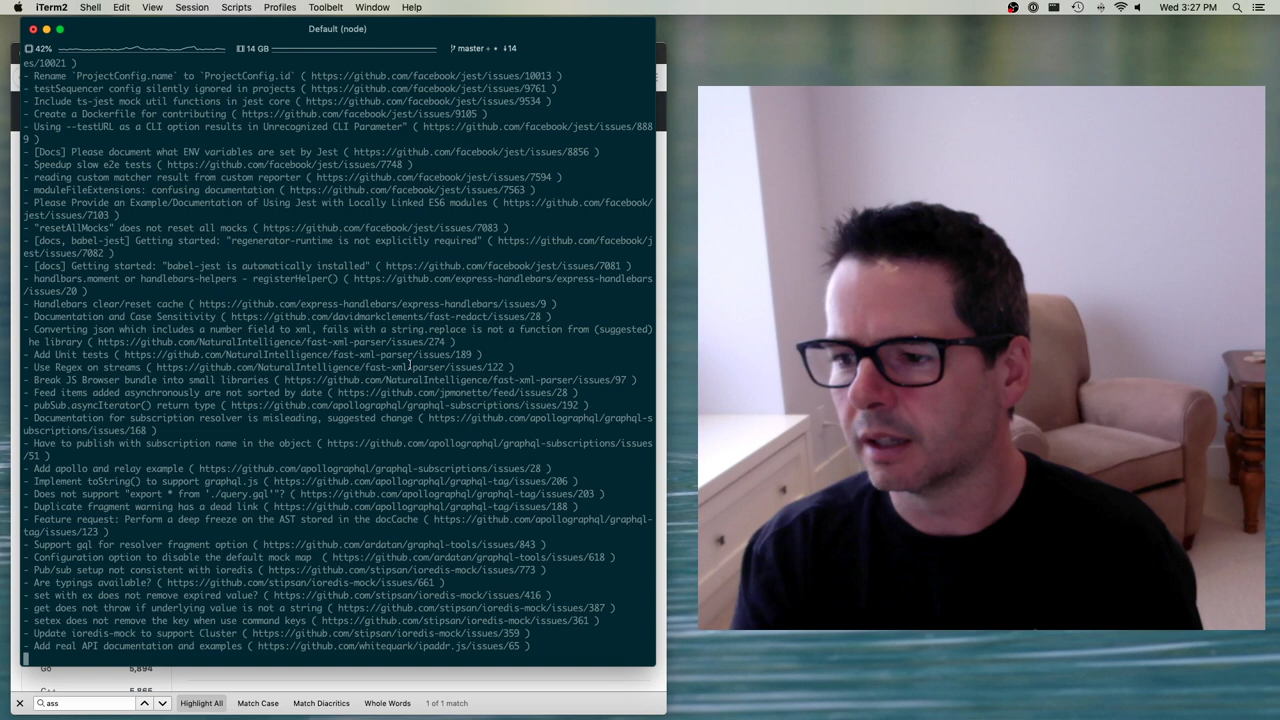 iTerm2 Shell Edit View Session Scripts Profiles Toolbelt Window Help Wed 3:27 PM
Default (node)
42% 14 GB master 14
es/10021 )
- Rename `ProjectConfig.name` to `ProjectConfig.id` ( https://github.com/facebook/jest/issues/10013 )
- testSequencer config silently ignored in projects ( https://github.com/facebook/jest/issues/9761 )
- Include ts-jest mock util functions in jest core ( https://github.com/facebook/jest/issues/9534 )
- Create a Dockerfile for contributing ( https://github.com/facebook/jest/issues/9105 )
- Using --testURL as a CLI option results in Unrecognized CLI Parameter" ( https://github.com/facebook/jest/issues/888
9 )
- [Docs] Please document what ENV variables are set by Jest ( https://github.com/facebook/jest/issues/8856 )
- Speedup slow e2e tests ( https://github.com/facebook/jest/issues/7748 )
- reading custom matcher result from custom reporter ( https://github.com/facebook/jest/issues/7594 )
- moduleFileExtensions: confusing documentation ( https://github.com/facebook/jest/issues/7563 )
- Please Provide an Example/Documentation of Using Jest with Locally Linked ES6 modules ( https://github.com/facebook/
jest/issues/7103 )
- "resetAllMocks" does not reset all mocks ( https://github.com/facebook/jest/issues/7083 )
- [docs, babel-jest] Getting started: "regenerator-runtime is not explicitly required" ( https://github.com/facebook/j
est/issues/7082 )
- [docs] Getting started: "babel-jest is automatically installed" ( https://github.com/facebook/jest/issues/7081 )
- handlbars.moment or handlebars-helpers - registerHelper() ( https://github.com/express-handlebars/express-handlebars
/issues/20 )
- Handlebars clear/reset cache ( https://github.com/express-handlebars/express-handlebars/issues/9 )
- Documentation and Case Sensitivity ( https://github.com/davidmarkclements/fast-redact/issues/28 )
- Converting json which includes a number field to xml, fails with a string.replace is not a function from (suggested)
he library ( https://github.com/NaturalIntelligence/fast-xml-parser/issues/274 )
- Add Unit tests ( https://github.com/NaturalIntelligence/fast-xml-parser/issues/189 )
- Use Regex on streams ( https://github.com/NaturalIntelligence/fast-xml-parser/issues/122 )
- Break JS Browser bundle into small libraries ( https://github.com/NaturalIntelligence/fast-xml-parser/issues/97 )
- Feed items added asynchronously are not sorted by date ( https://github.com/jpmonette/feed/issues/28 )
- pubSub.asyncIterator() return type ( https://github.com/apollographql/graphql-subscriptions/issues/192 )
- Documentation for subscription resolver is misleading, suggested change ( https://github.com/apollographql/graphql-s
ubscriptions/issues/168 )
- Have to publish with subscription name in the object ( https://github.com/apollographql/graphql-subscriptions/issues
/51 )
- Add apollo and relay example ( https://github.com/apollographql/graphql-subscriptions/issues/28 )
- Implement toString() to support graphql.js ( https://github.com/apollographql/graphql-tag/issues/206 )
- Does not support "export * from './query.gql'"? ( https://github.com/apollographql/graphql-tag/issues/203 )
- Duplicate fragment warning has a dead link ( https://github.com/apollographql/graphql-tag/issues/188 )
- Feature request: Perform a deep freeze on the AST stored in the docCache ( https://github.com/apollographql/graphql-
tag/issues/123 )
- Support gql for resolver fragment option ( https://github.com/ardatan/graphql-tools/issues/843 )
- Configuration option to disable the default mock map  ( https://github.com/ardatan/graphql-tools/issues/618 )
- Pub/sub setup not consistent with ioredis ( https://github.com/stipsan/ioredis-mock/issues/773 )
- Are typings available? ( https://github.com/stipsan/ioredis-mock/issues/661 )
- set with ex does not remove expired value? ( https://github.com/stipsan/ioredis-mock/issues/416 )
- get does not throw if underlying value is not a string ( https://github.com/stipsan/ioredis-mock/issues/387 )
- setex does not remove the key when use command keys ( https://github.com/stipsan/ioredis-mock/issues/361 )
- Update ioredis-mock to support Cluster ( https://github.com/stipsan/ioredis-mock/issues/359 )
- Add real API documentation and examples ( https://github.com/whitequark/ipaddr.js/issues/65 )
Go 5,894
ass Highlight All Match Case Match Diacritics Whole Words 1 of 1 match